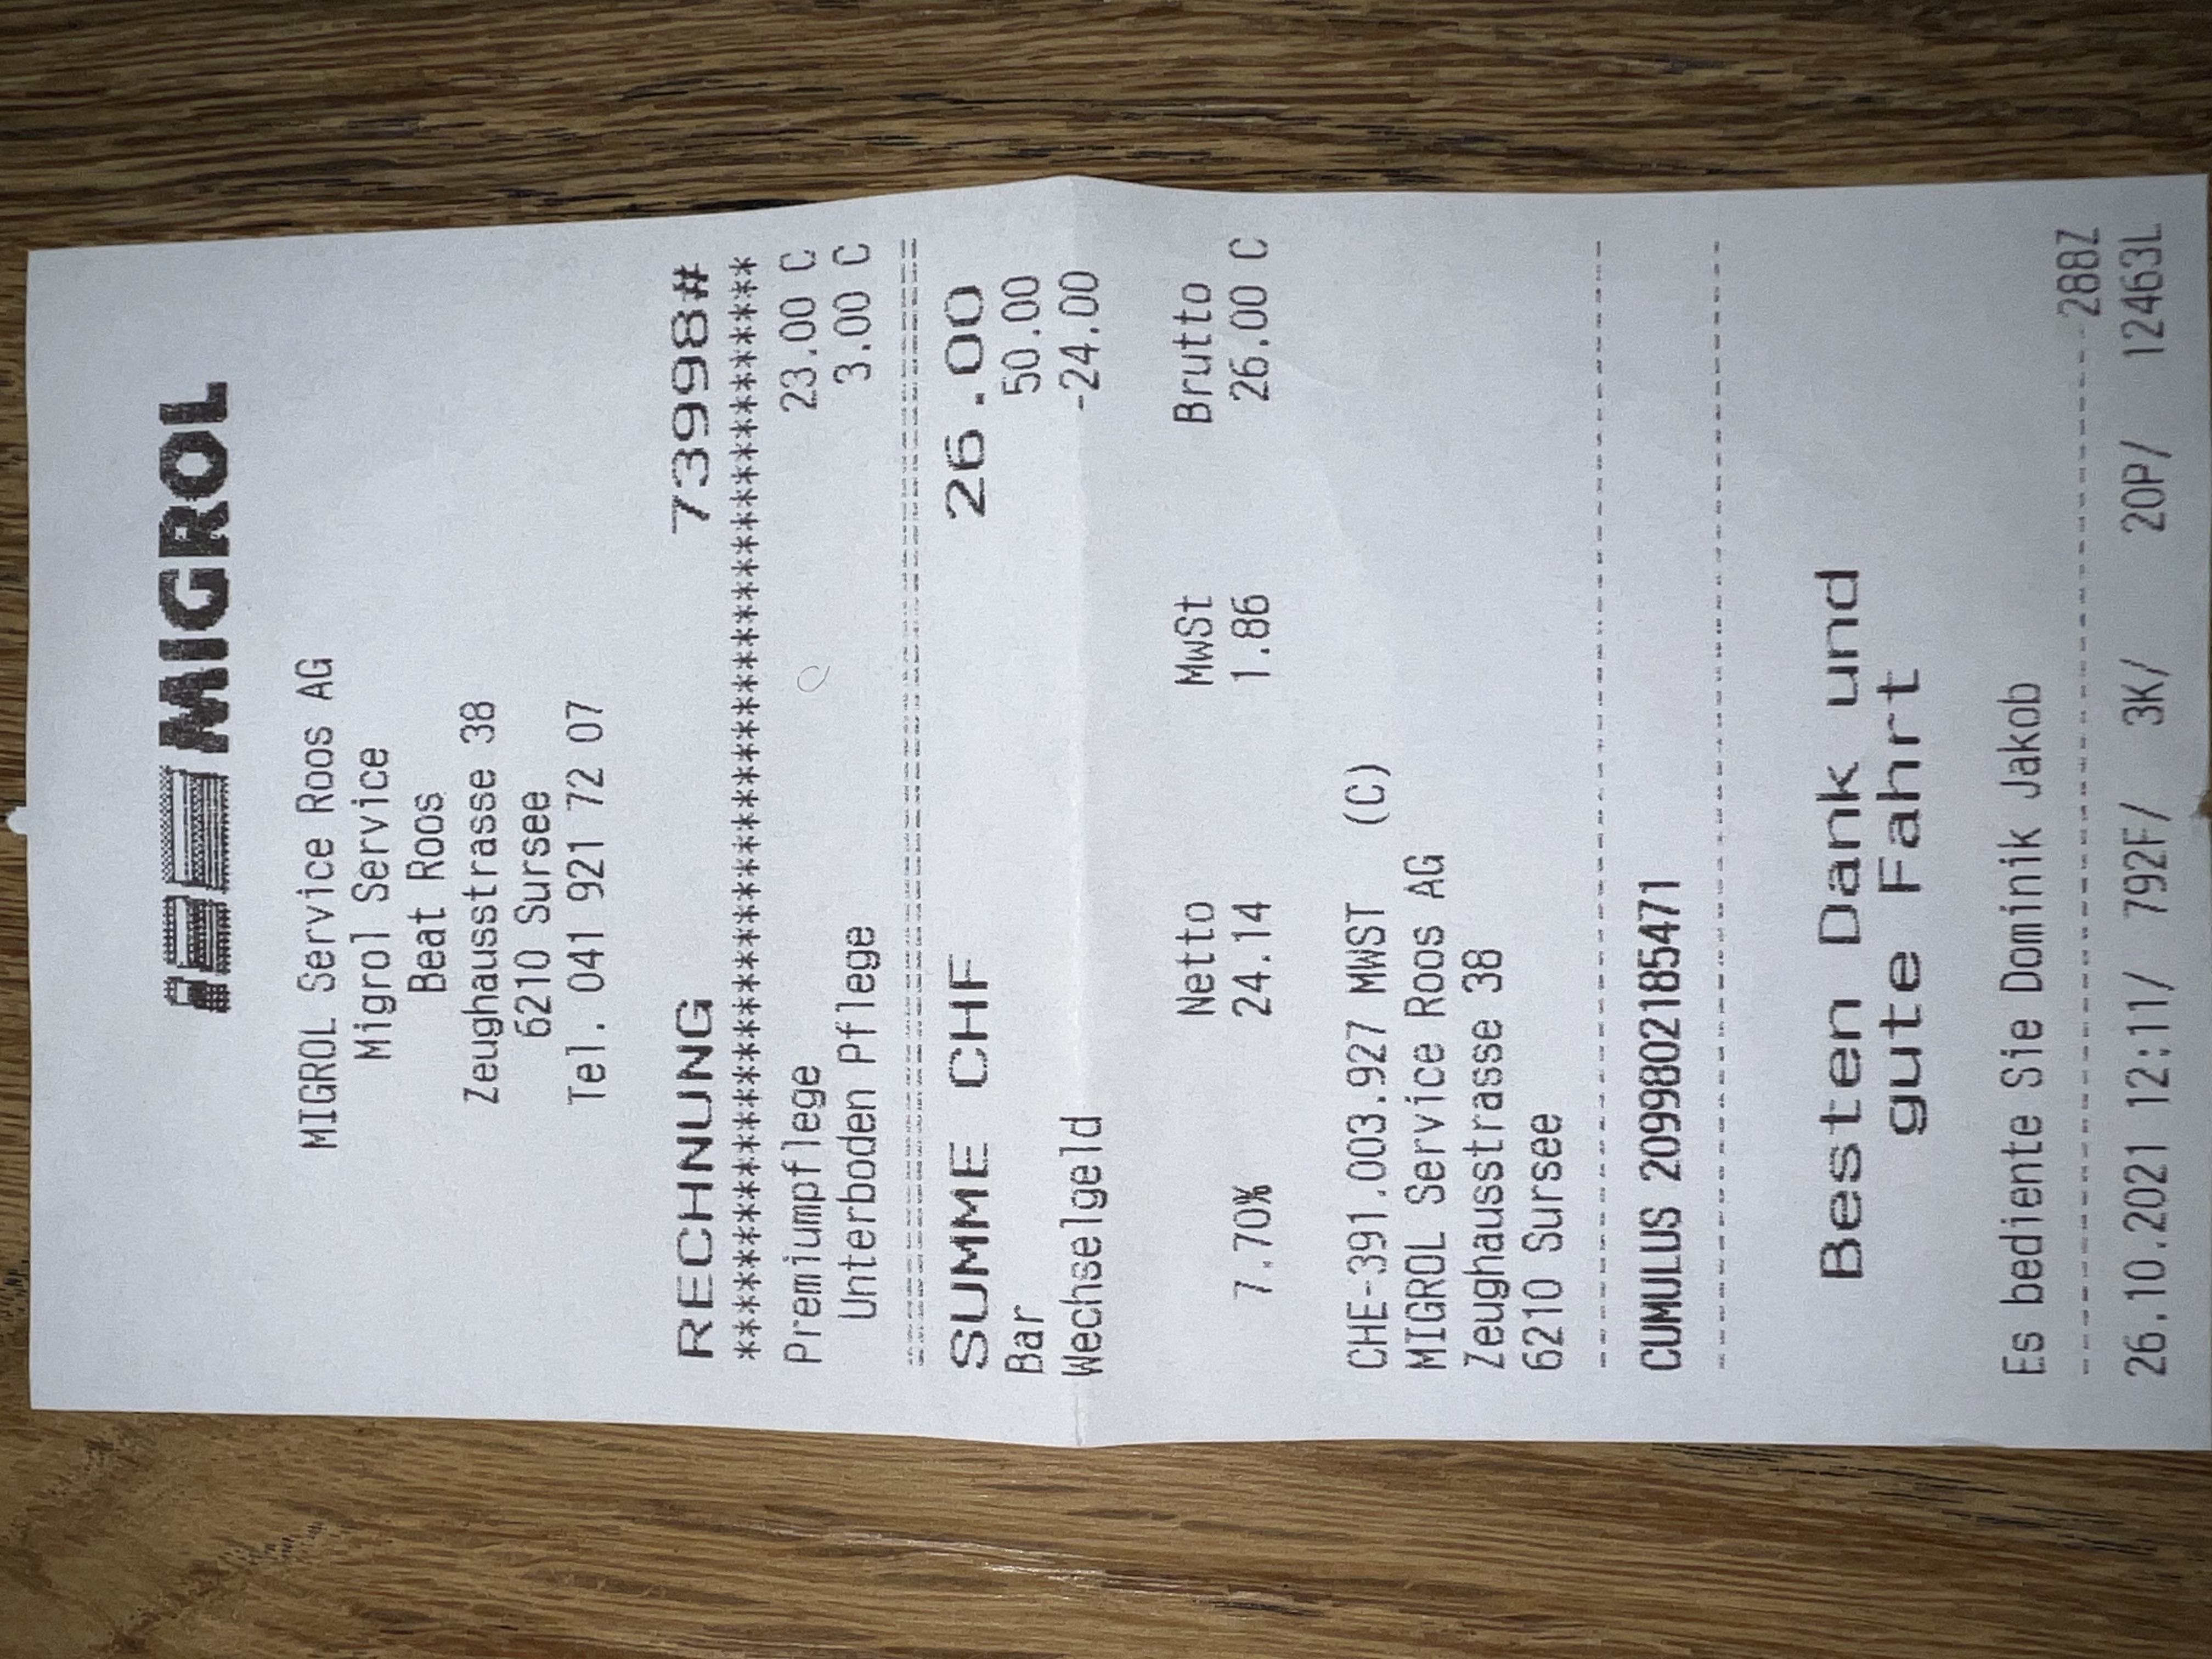 MIGROL
MIGROL Service Roos AG
Migrol Service
Beat Roos
Zeughausstrasse 38
6210 Sursee
Tel. 041 921 72 07
RECHNUNG 73998#
************************************************
Premiumpflege 23.00 C
Unterboden Pflege 3.00 C
SUMME CHF 26.00
Bar 50.00
Wechselgeld -24.00
Netto MwSt Brutto
7.70% 24.14 1.86 26.00 C
CHE-391.003.927 MWST (C)
MIGROL Service Roos AG
Zeughausstrasse 38
6210 Sursee
CUMULUS 2099802185471
Besten Dank und
gute Fahrt
Es bediente Sie Dominik Jakob
288Z
26.10.2021 12:11/ 792F/ 3K/ 20P/ 12463L